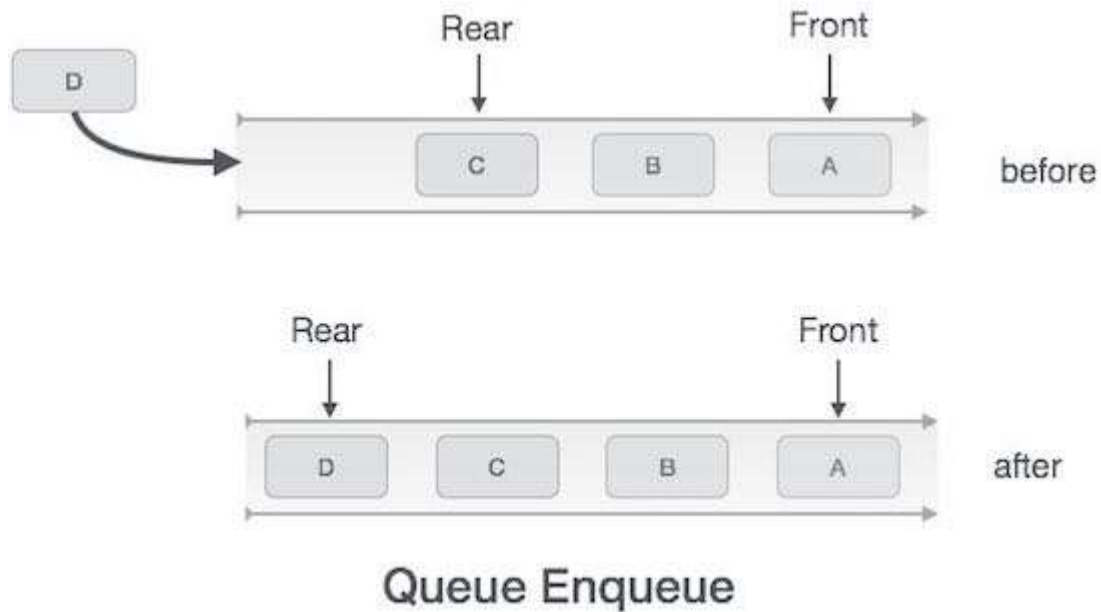 Rear Front
D
C B A
before
Rear Front
D C B A
after
Queue Enqueue